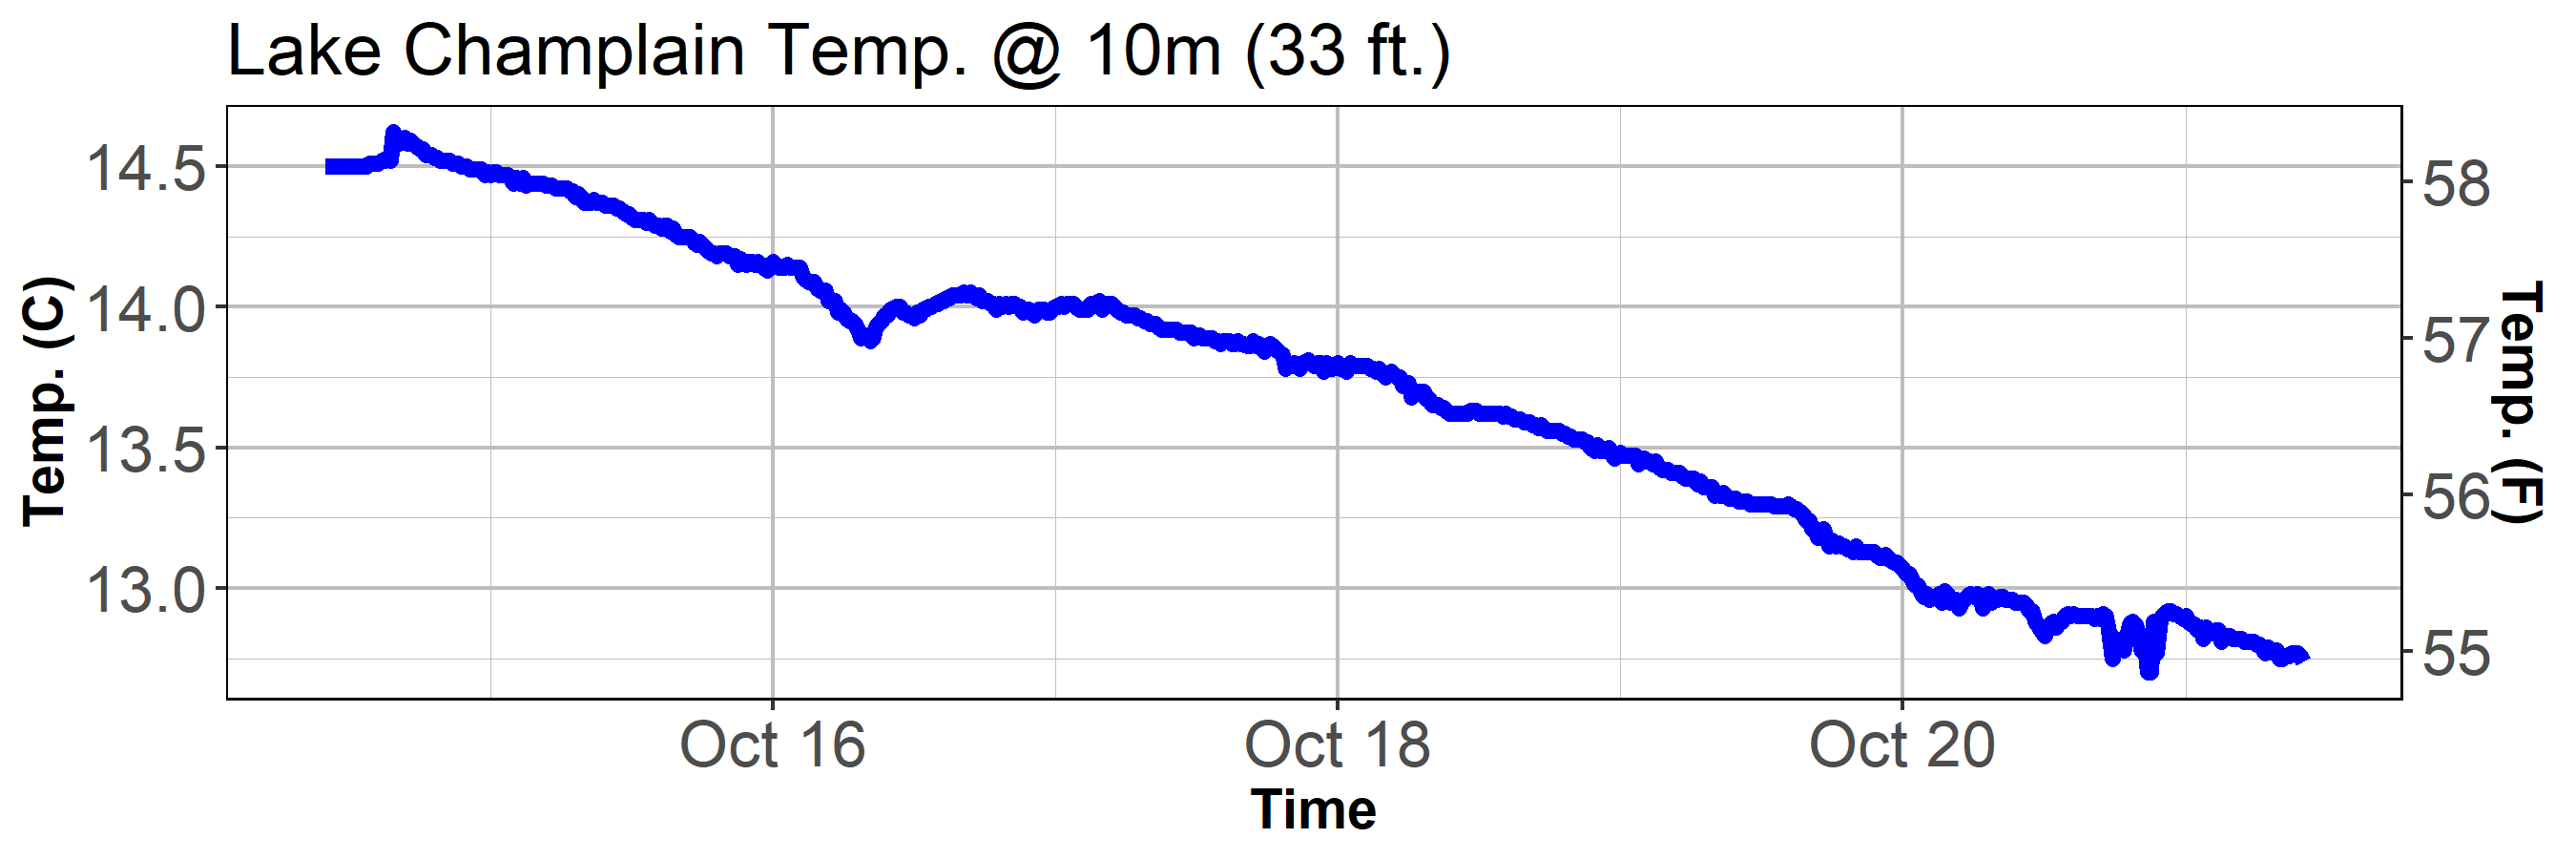 Lake Champlain Temp. @ 10m (33 ft.)
Temp. (C)
14.5
14.0
13.5
13.0
58
57
56
55
Temp. (F)
Oct 16
Oct 18
Oct 20
Time